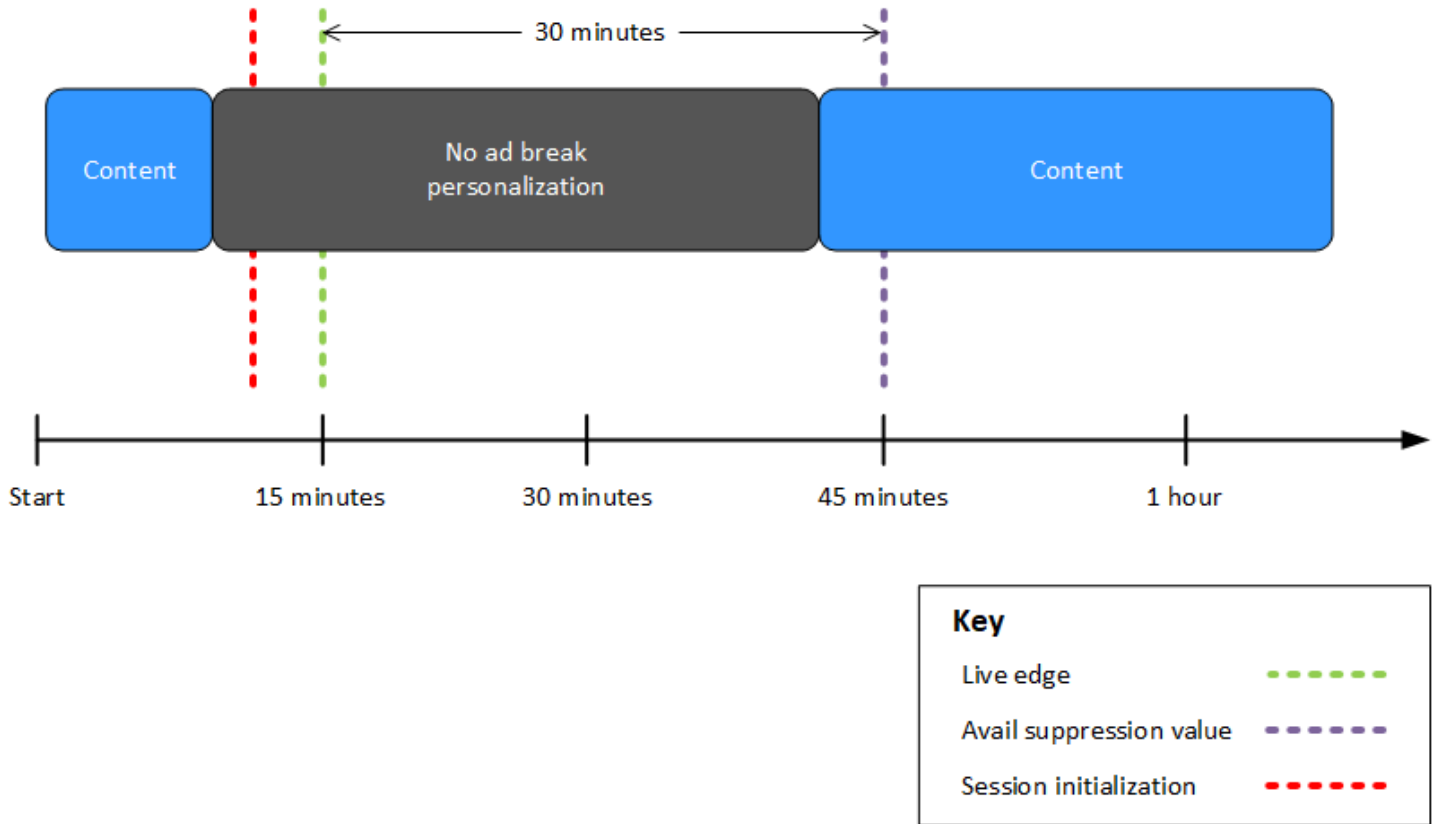 30 minutes
Content
No ad break
personalization
Content
Start
15 minutes
30 minutes
45 minutes
1 hour
Key
Live edge
Avail suppression value
Session initialization